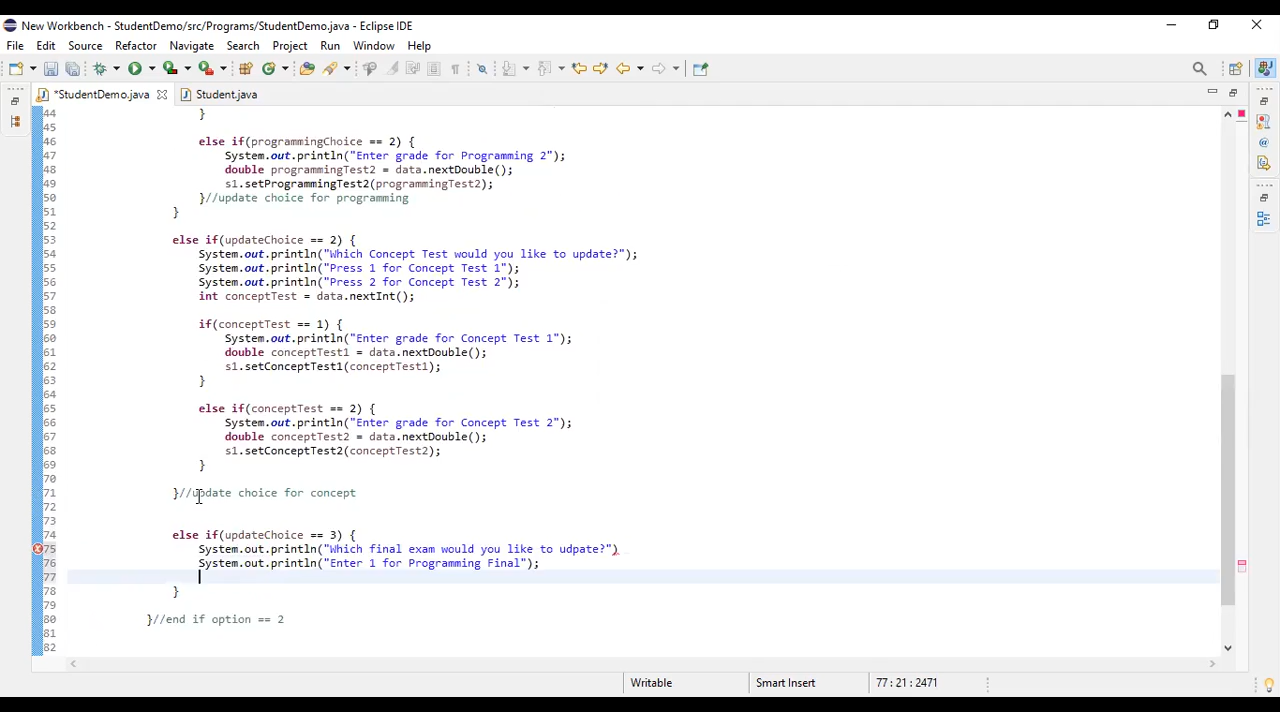 New Workbench - StudentDemo/src/Programs/StudentDemo.java - Eclipse IDE
File Edit Source Refactor Navigate Search Project Run Window Help
*StudentDemo.java Student.java
44 }
45
46 else if(programmingChoice == 2) {
47 System.out.println("Enter grade for Programming 2");
48 double programmingTest2 = data.nextDouble();
49 s1.setProgrammingTest2(programmingTest2);
50 }//update choice for programming
51 }
52
53 else if(updateChoice == 2) {
54 System.out.println("Which Concept Test would you like to update?");
55 System.out.println("Press 1 for Concept Test 1");
56 System.out.println("Press 2 for Concept Test 2");
57 int conceptTest = data.nextInt();
58
59 if(conceptTest == 1) {
60 System.out.println("Enter grade for Concept Test 1");
61 double conceptTest1 = data.nextDouble();
62 s1.setConceptTest1(conceptTest1);
63 }
64
65 else if(conceptTest == 2) {
66 System.out.println("Enter grade for Concept Test 2");
67 double conceptTest2 = data.nextDouble();
68 s1.setConceptTest2(conceptTest2);
69 }
70
71 }//update choice for concept
72
73
74 else if(updateChoice == 3) {
75 System.out.println("Which final exam would you like to udpate?")
76 System.out.println("Enter 1 for Programming Final");
77
78 }
79
80 }//end if option == 2
81
82
Writable Smart Insert 77 : 21 : 2471